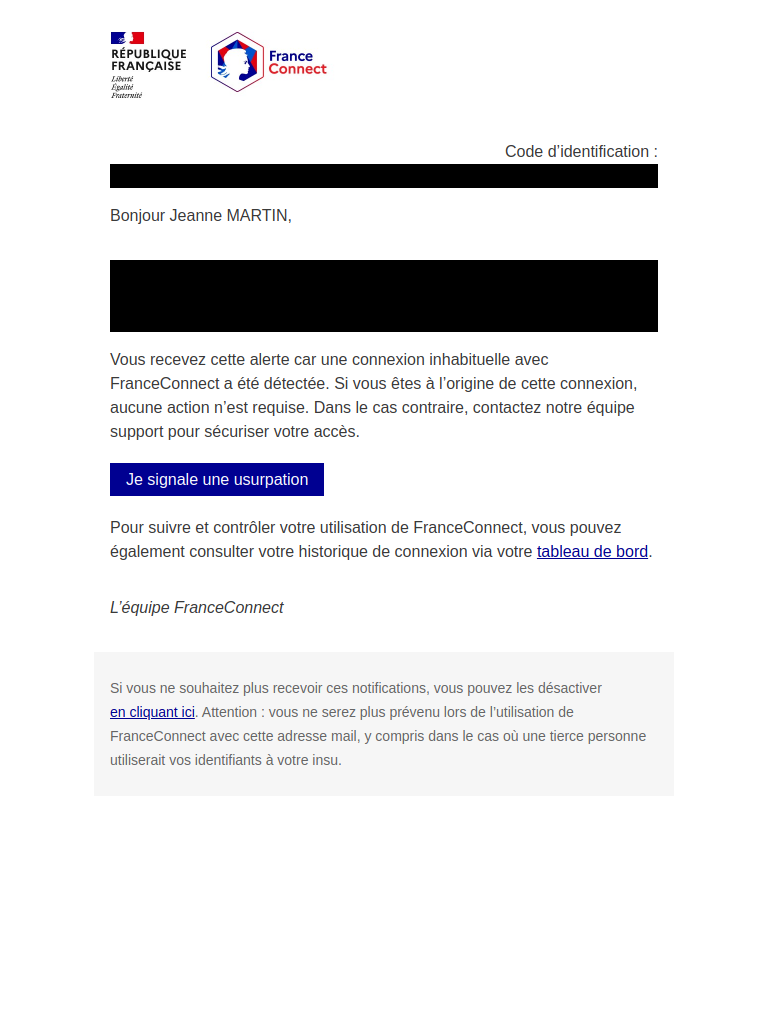 RÉPUBLIQUE
FRANÇAISE
Liberté
Égalité
Fraternité
France
Connect
Code d’identification :
Bonjour Jeanne MARTIN,
Vous recevez cette alerte car une connexion inhabituelle avec
FranceConnect a été détectée. Si vous êtes à l’origine de cette connexion,
aucune action n’est requise. Dans le cas contraire, contactez notre équipe
support pour sécuriser votre accès.
Je signale une usurpation
Pour suivre et contrôler votre utilisation de FranceConnect, vous pouvez
également consulter votre historique de connexion via votre tableau de bord.
L’équipe FranceConnect
Si vous ne souhaitez plus recevoir ces notifications, vous pouvez les désactiver
en cliquant ici. Attention : vous ne serez plus prévenu lors de l’utilisation de
FranceConnect avec cette adresse mail, y compris dans le cas où une tierce personne
utiliserait vos identifiants à votre insu.